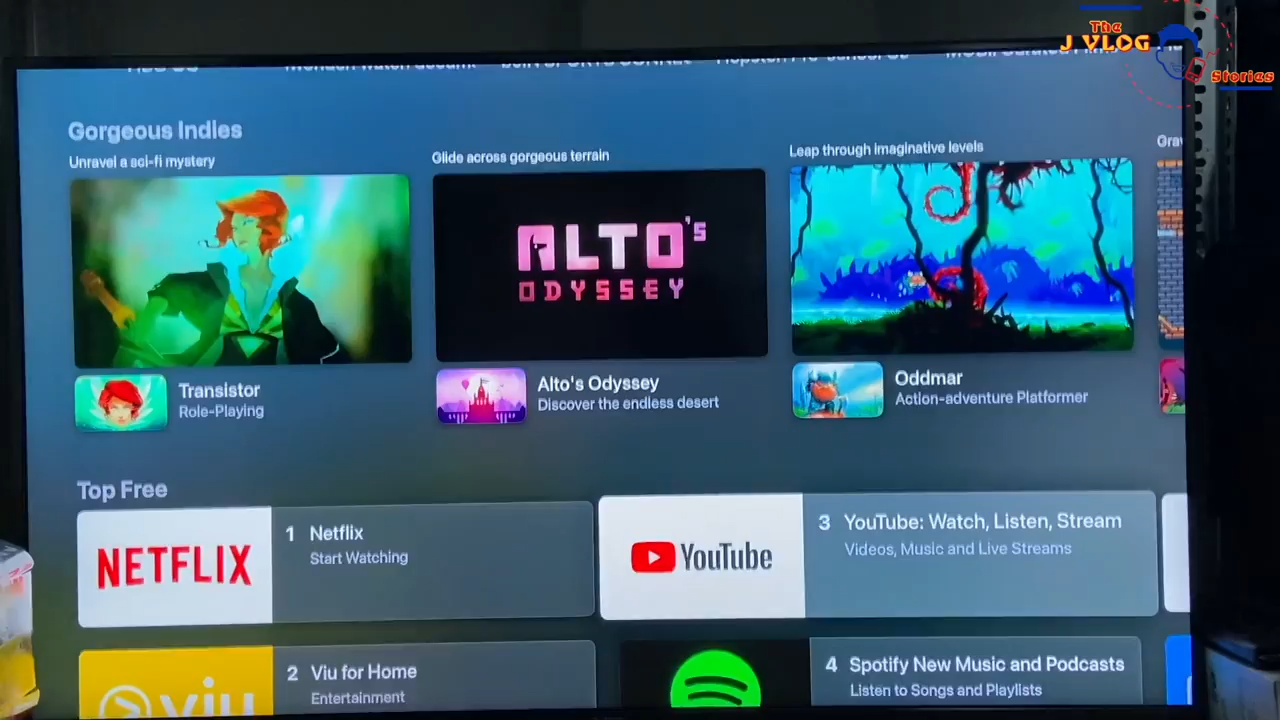 The
J VLOG
Stories
Gorgeous Indies
Unravel a sci-fi mystery
Glide across gorgeous terrain
Leap through imaginative levels
ALTO'S
ODYSSEY
Transistor
Role-Playing
Alto's Odyssey
Discover the endless desert
Oddmar
Action-adventure Platformer
Top Free
NETFLIX
1 Netflix
Start Watching
YouTube
3 YouTube: Watch, Listen, Stream
Videos, Music and Live Streams
viu
2 Viu for Home
Entertainment
4 Spotify New Music and Podcasts
Listen to Songs and Playlists